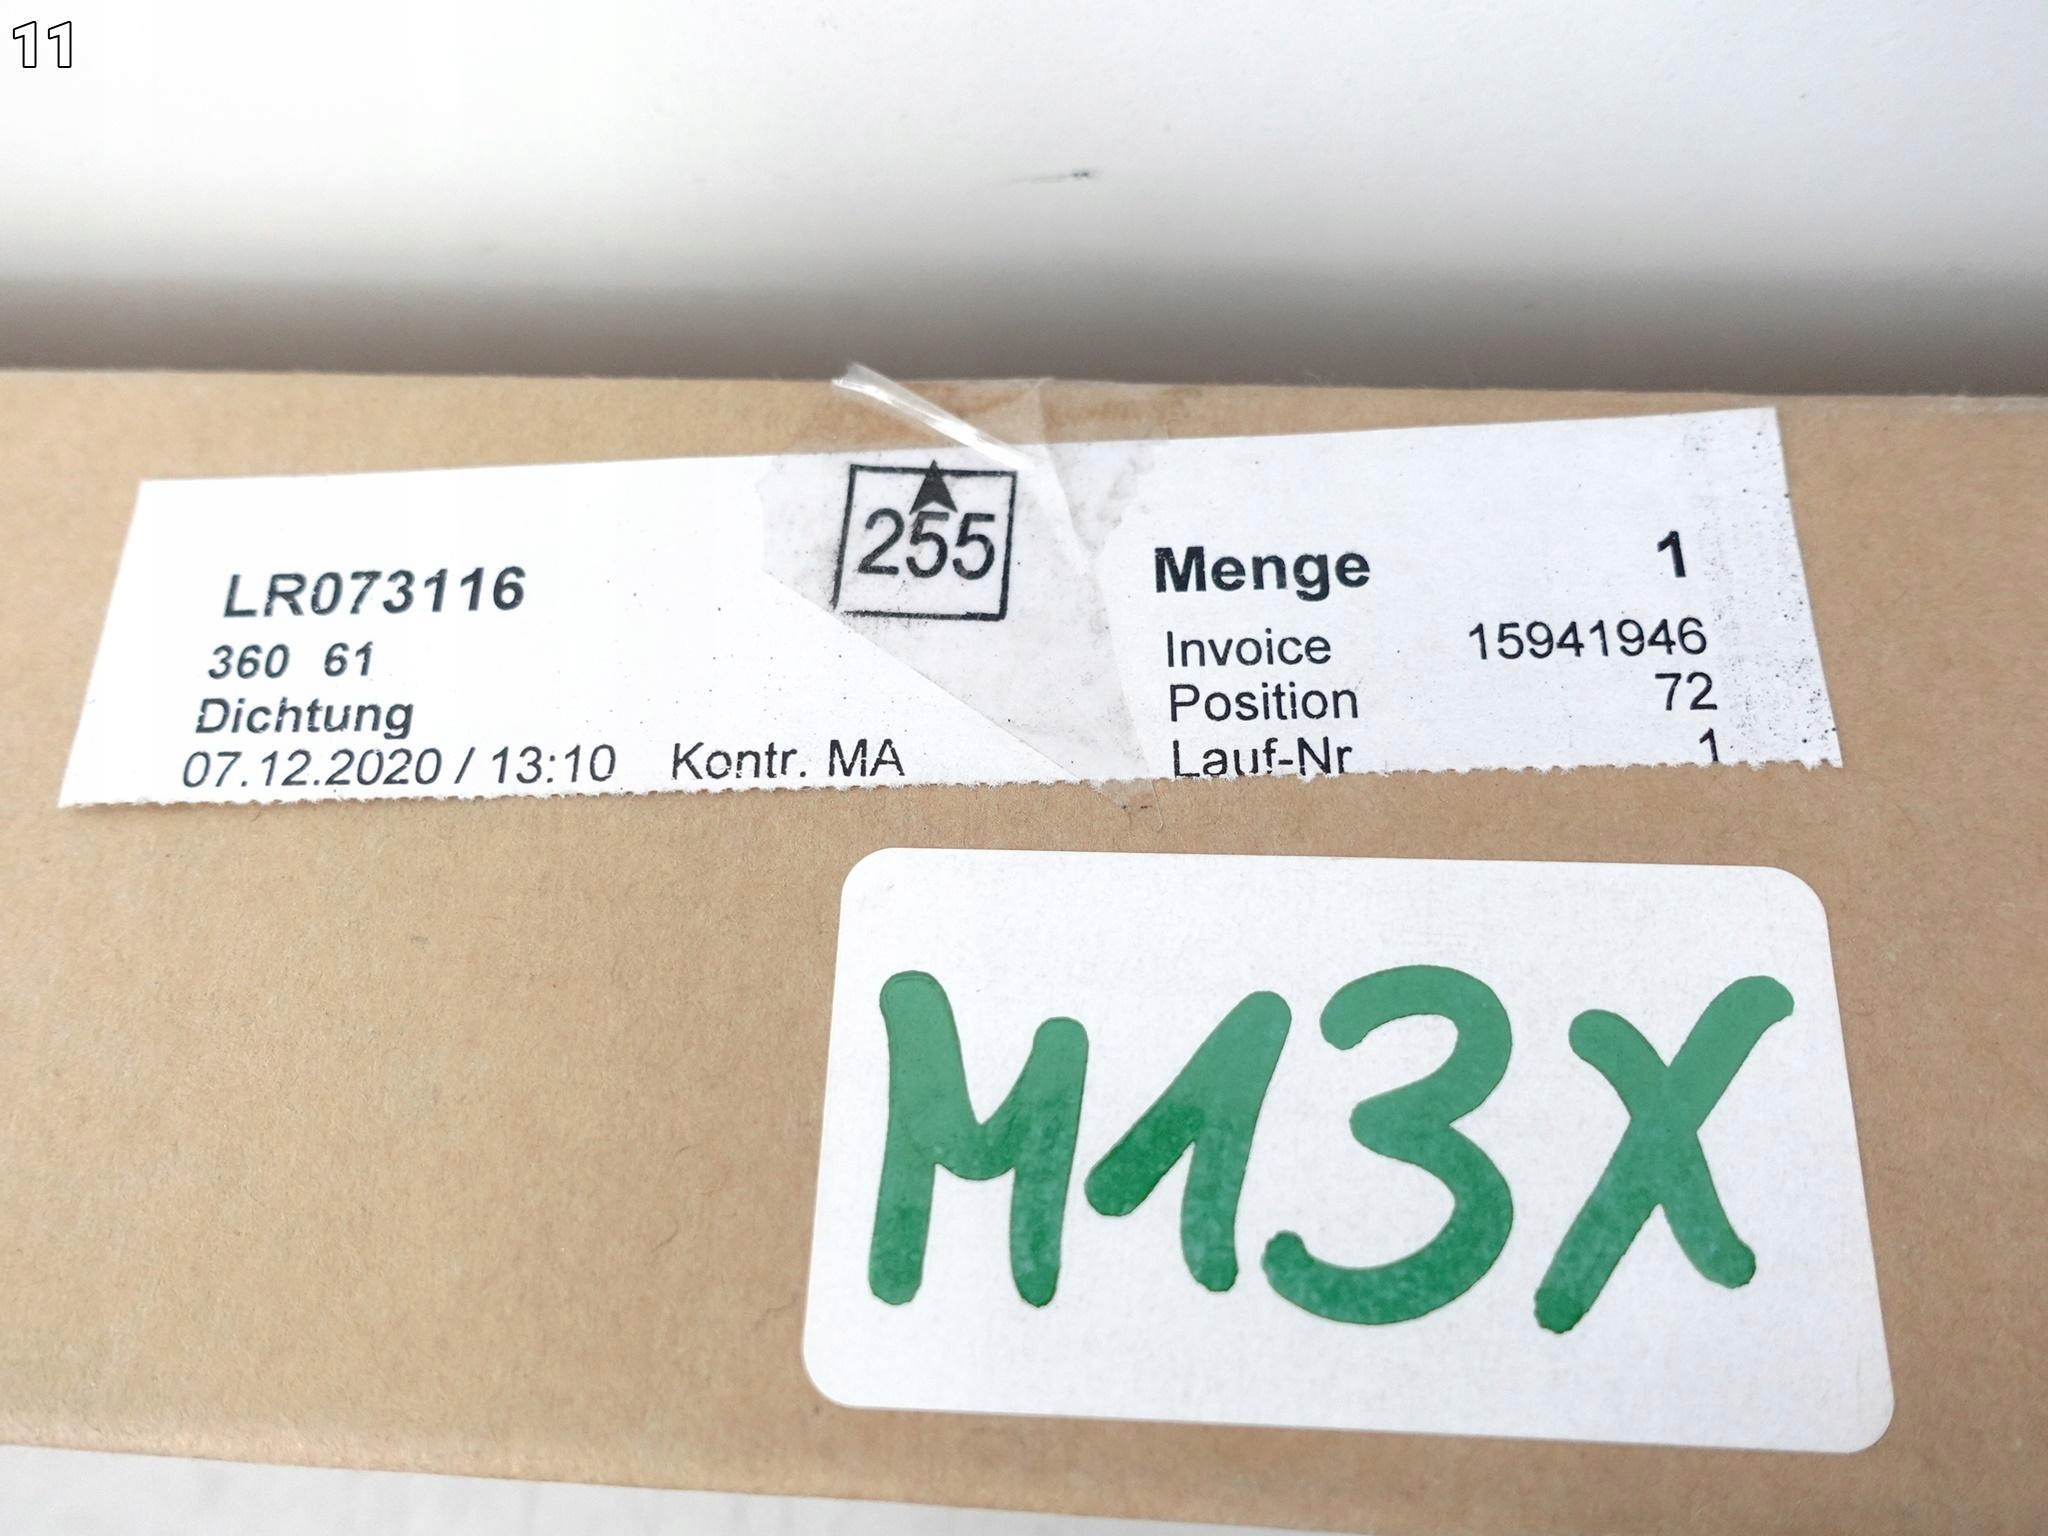 11
255
LR073116
360 61
Dichtung
07.12.2020 / 13:10 Kontr. MA
Menge 1
Invoice 15941946
Position 72
Lauf-Nr 1
M13X